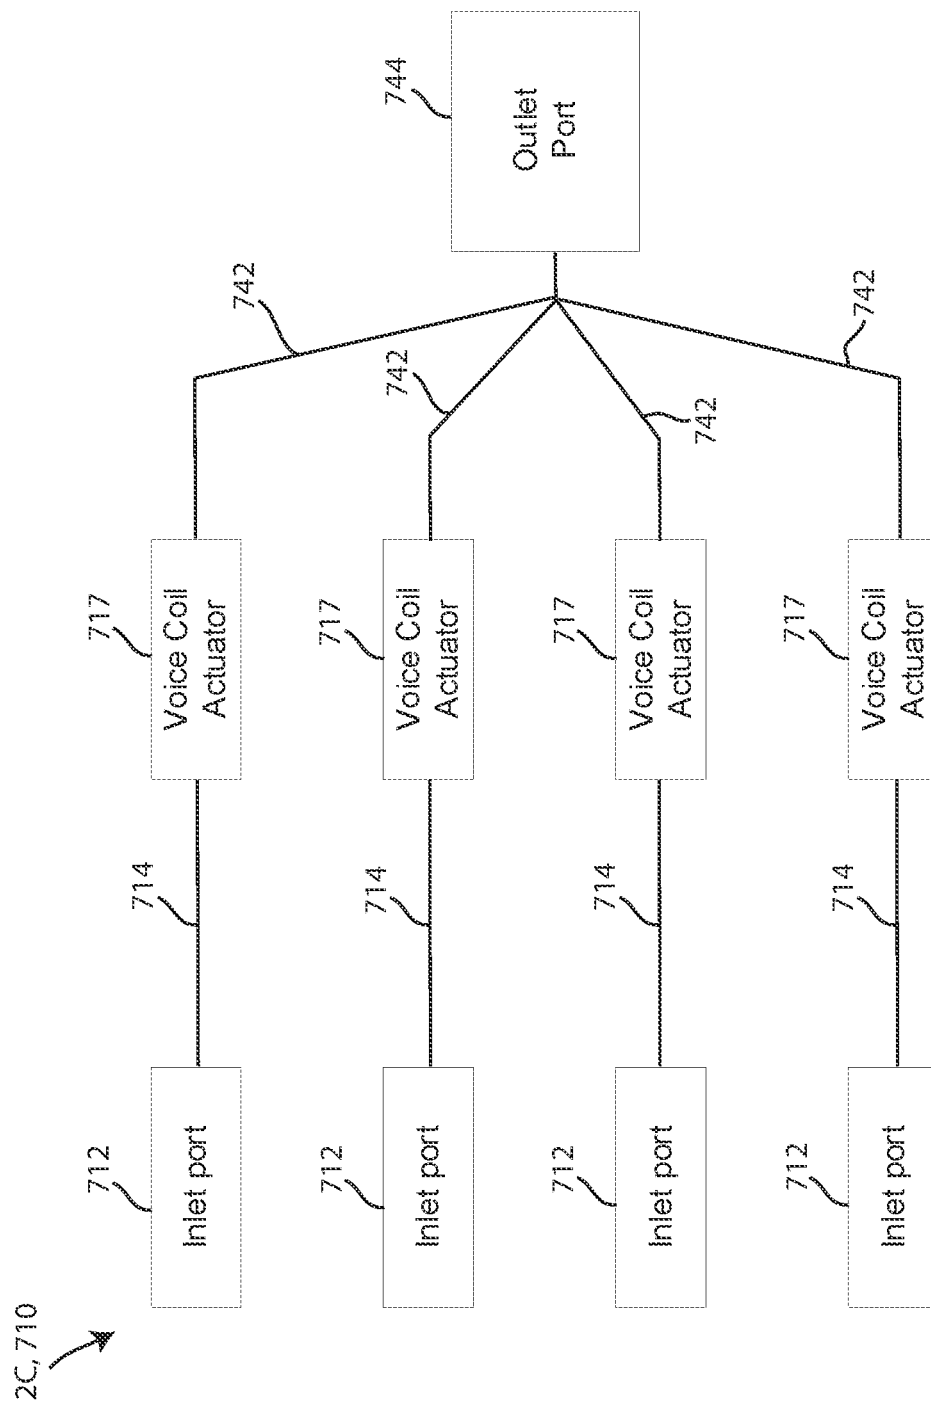 2C, 710
712
Inlet port
714
717
Voice Coil
Actuator
742
712
Inlet port
714
717
Voice Coil
Actuator
742
712
Inlet port
714
717
Voice Coil
Actuator
742
712
Inlet port
714
717
Voice Coil
Actuator
742
744
Outlet
Port